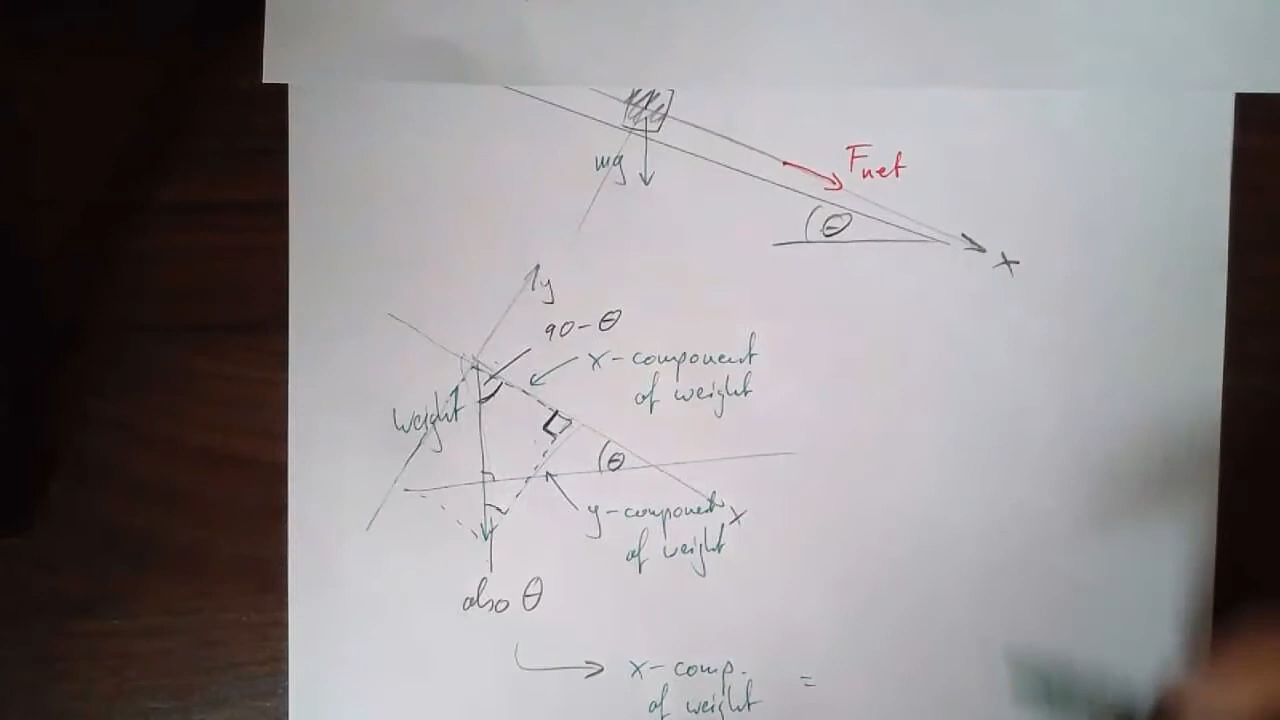 mg
Fnet
θ
x
y
90-θ
x-component
of weight
weight
θ
y-component
of weight
x
also θ
x-comp.
of weight
=